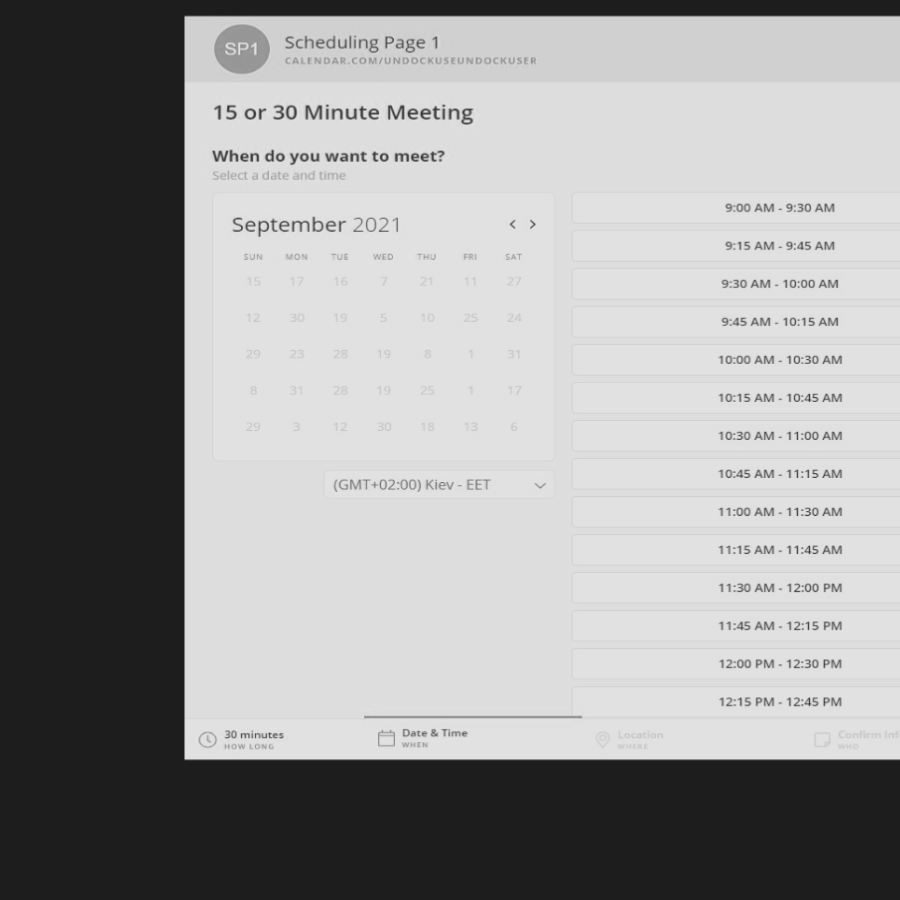 SP1
Scheduling Page 1
CALENDAR.COM/UNDOCKUSEUNDOCKUSER
15 or 30 Minute Meeting
When do you want to meet?
Select a date and time
September 2021
< >
SUN MON TUE WED THU FRI SAT
15 17 16 7 21 11 27
12 30 19 5 10 25 24
29 23 28 19 8 1 31
8 31 28 19 25 1 17
29 3 12 30 18 13 6
(GMT+02:00) Kiev - EET
9:00 AM - 9:30 AM
9:15 AM - 9:45 AM
9:30 AM - 10:00 AM
9:45 AM - 10:15 AM
10:00 AM - 10:30 AM
10:15 AM - 10:45 AM
10:30 AM - 11:00 AM
10:45 AM - 11:15 AM
11:00 AM - 11:30 AM
11:15 AM - 11:45 AM
11:30 AM - 12:00 PM
11:45 AM - 12:15 PM
12:00 PM - 12:30 PM
12:15 PM - 12:45 PM
30 minutes
HOW LONG
Date & Time
WHEN
Location
WHERE
Confirm Inf
WHO